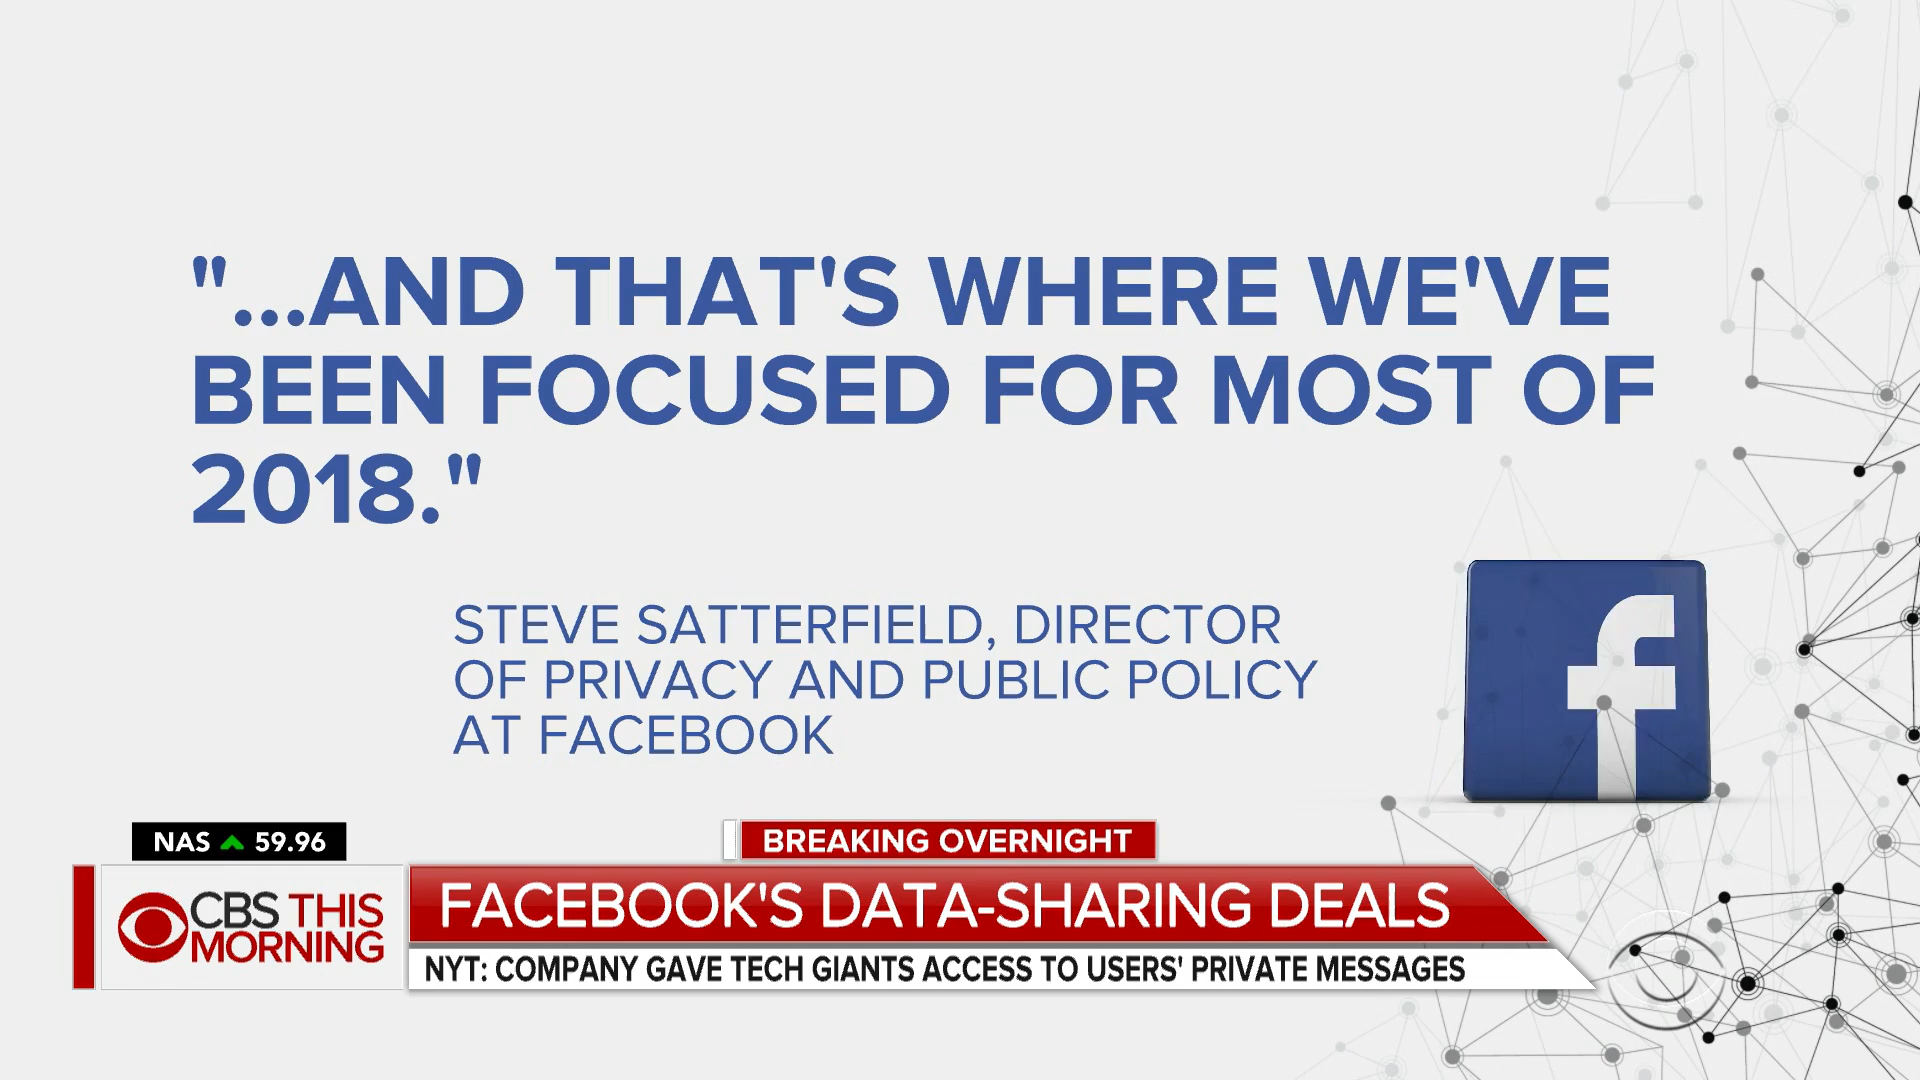 "...AND THAT'S WHERE WE'VE
BEEN FOCUSED FOR MOST OF
2018."
STEVE SATTERFIELD, DIRECTOR
OF PRIVACY AND PUBLIC POLICY
AT FACEBOOK
f
NAS 59.96
BREAKING OVERNIGHT
CBS THIS
MORNING
FACEBOOK'S DATA-SHARING DEALS
NYT: COMPANY GAVE TECH GIANTS ACCESS TO USERS' PRIVATE MESSAGES